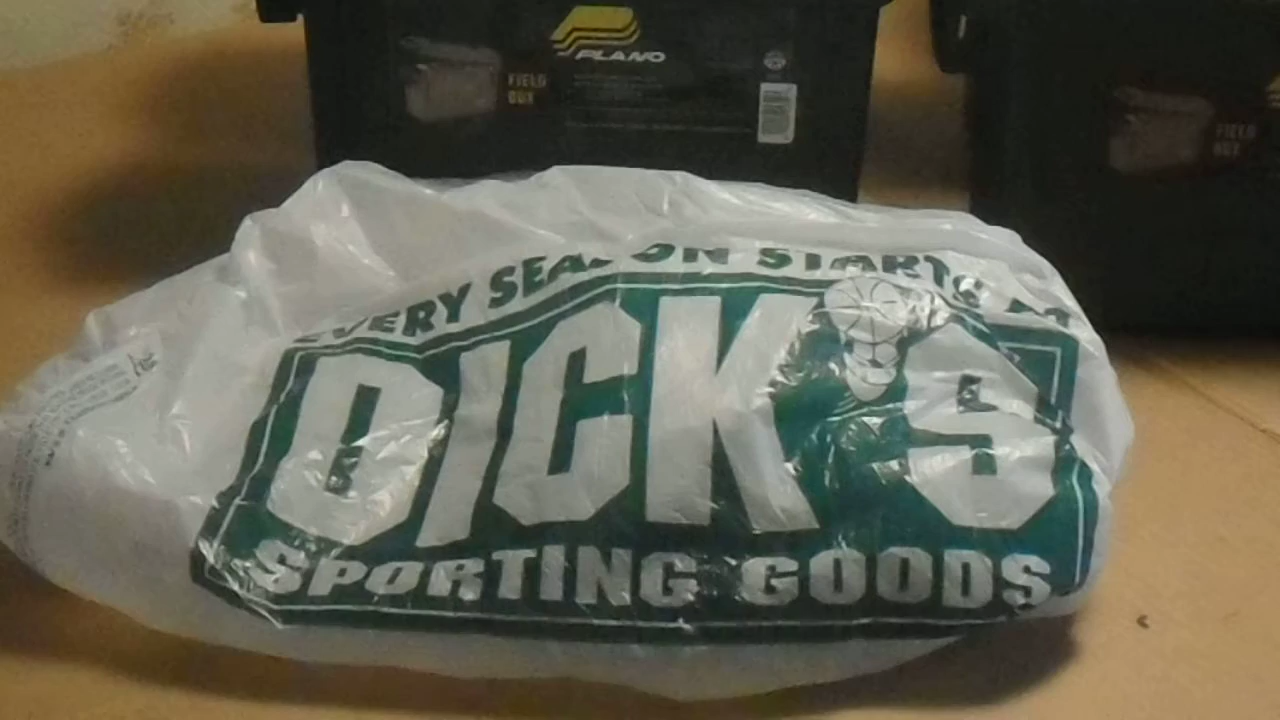 PLANO
FIELD
BOX
FIELD
BOX
EVERY SEASON STARTS AT
DICK'S
SPORTING GOODS